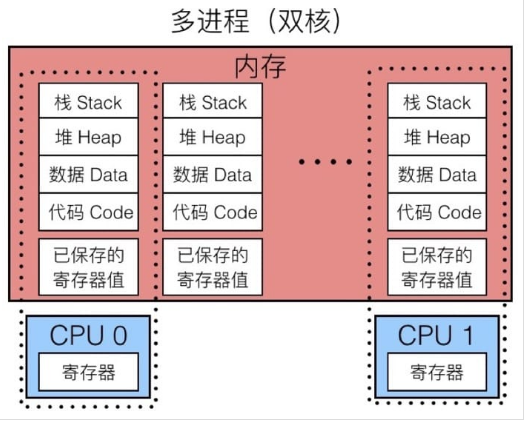 多进程（双核）
内存
栈 Stack
堆 Heap
数据 Data
代码 Code
已保存的
寄存器值
栈 Stack
堆 Heap
数据 Data
代码 Code
已保存的
寄存器值
栈 Stack
堆 Heap
数据 Data
代码 Code
已保存的
寄存器值
CPU 0
寄存器
CPU 1
寄存器